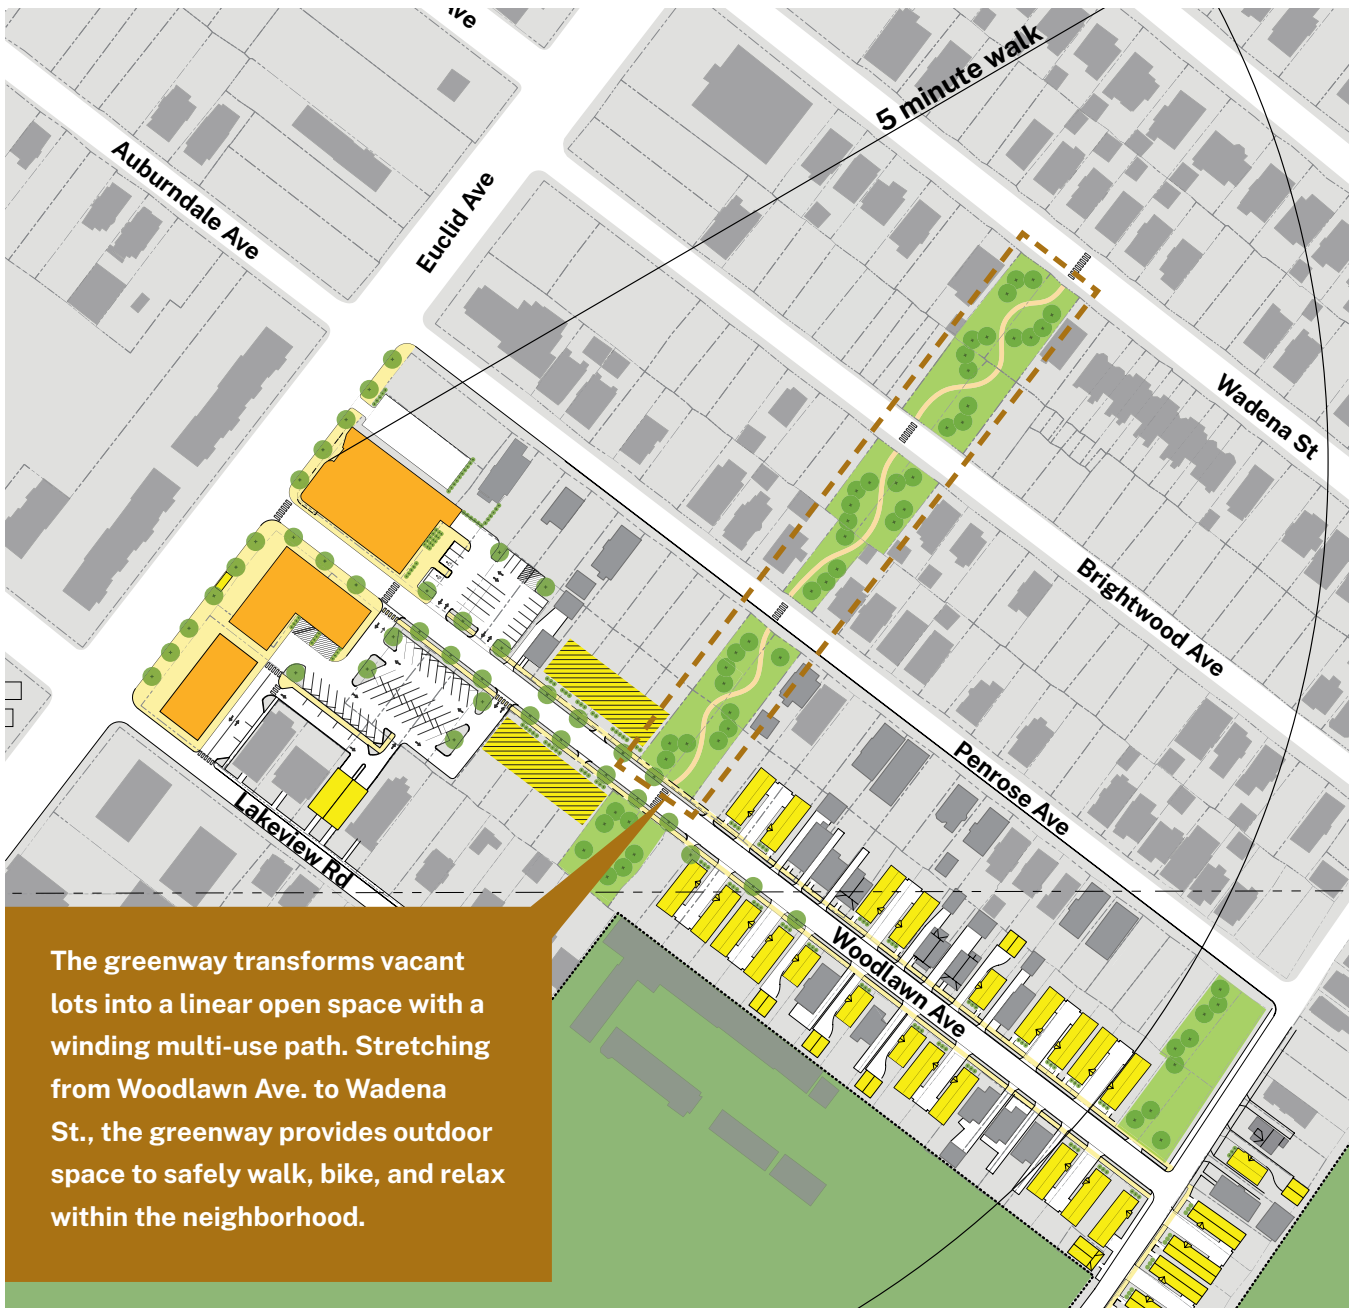 5 minute walk
Auburndale Ave
Euclid Ave
Wadena St
Brightwood Ave
Penrose Ave
Lakeview Rd
Woodlawn Ave
The greenway transforms vacant
lots into a linear open space with a
winding multi-use path. Stretching
from Woodlawn Ave. to Wadena
St., the greenway provides outdoor
space to safely walk, bike, and relax
within the neighborhood.